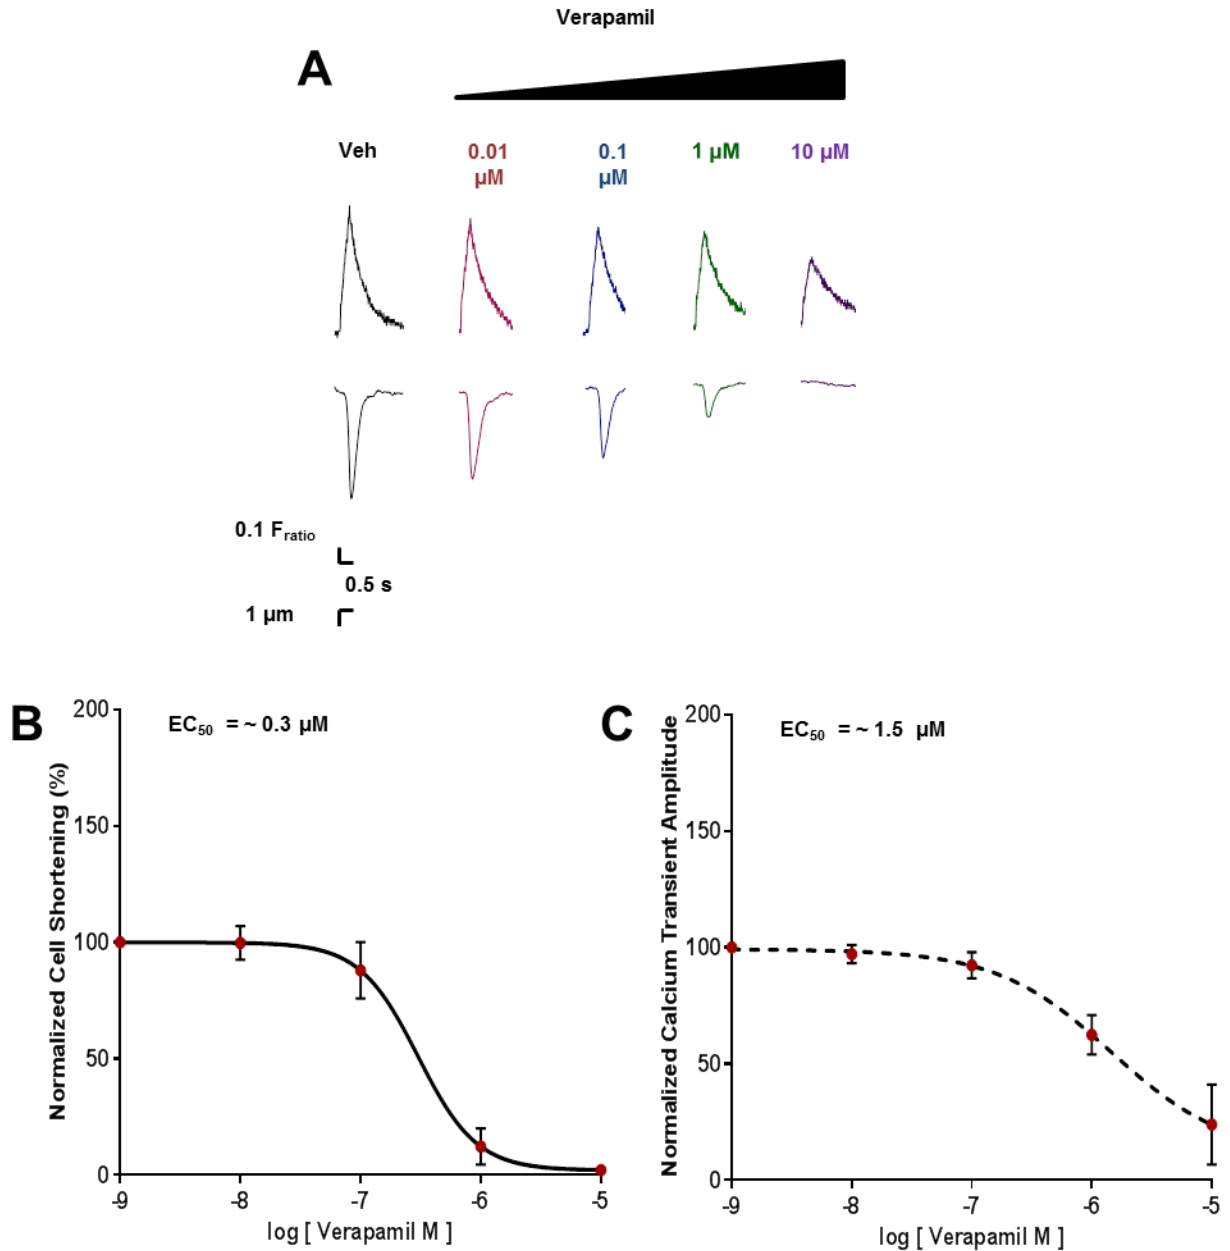 Verapamil
A
Veh
0.01
µM
0.1
µM
1 µM
10 µM
0.1 Fratio
0.5 s
1 µm
B
EC50 = ~ 0.3 µM
Normalized Cell Shortening (%)
200
150
100
50
0
-9 -8 -7 -6 -5
log [ Verapamil M ]
C
EC50 = ~ 1.5 µM
Normalized Calcium Transient Amplitude
200
150
100
50
0
-9 -8 -7 -6 -5
log [ Verapamil M ]